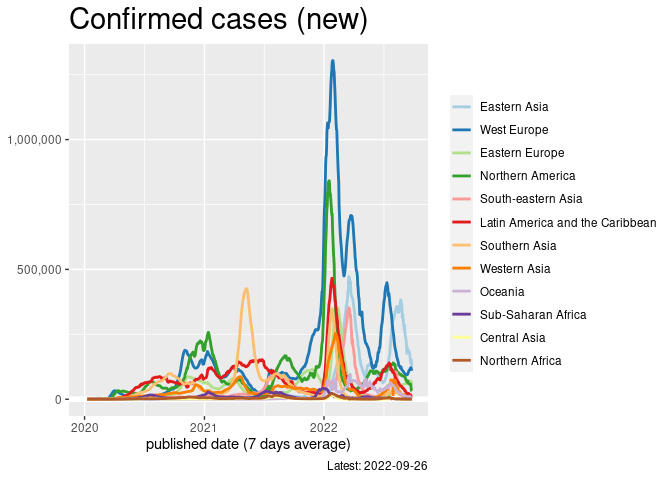 Confirmed cases (new)
1,000,000
500,000
0
2020
2021
2022
published date (7 days average)
Latest: 2022-09-26
Eastern Asia
West Europe
Eastern Europe
Northern America
South-eastern Asia
Latin America and the Caribbean
Southern Asia
Western Asia
Oceania
Sub-Saharan Africa
Central Asia
Northern Africa